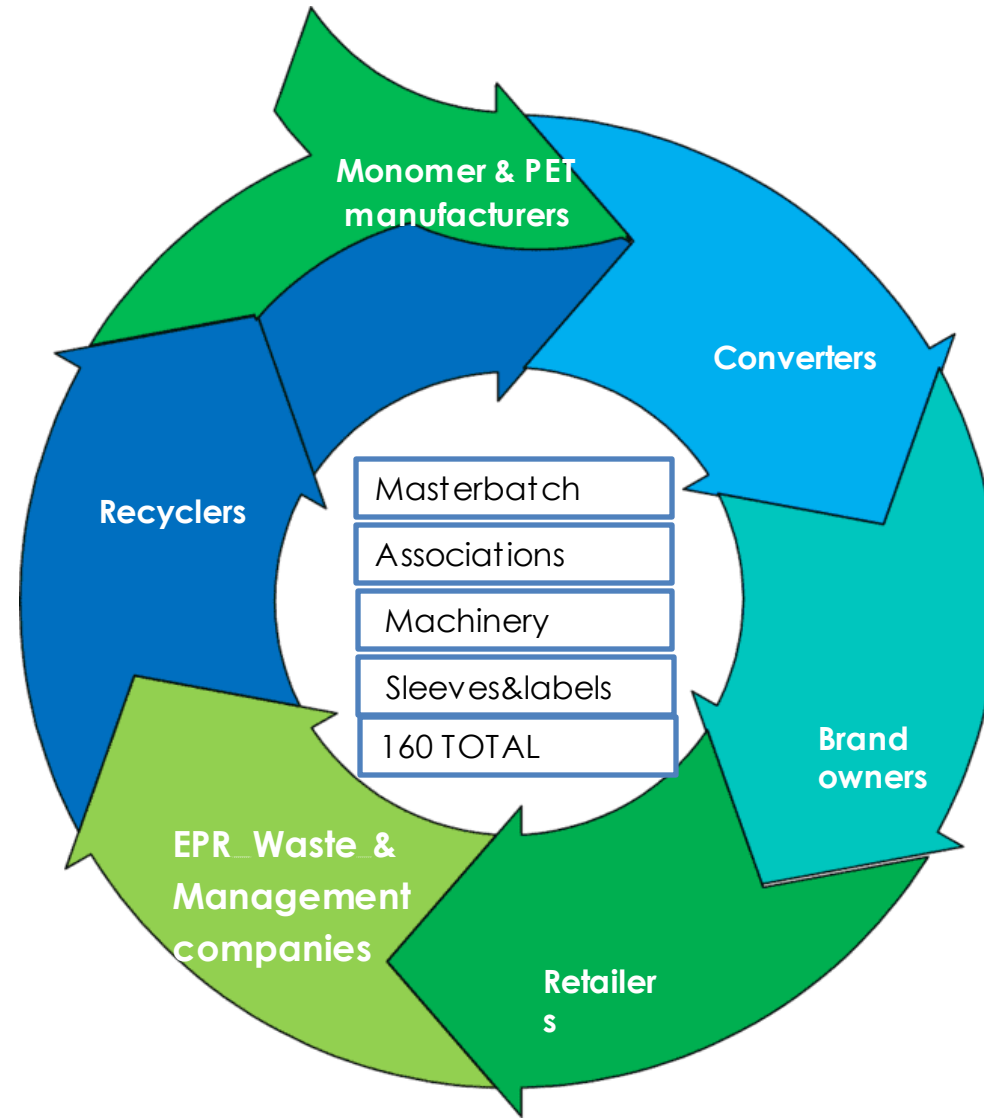 Monomer & PET
manufacturers
Converters
Recyclers
Masterbatch
Associations
Machinery
Sleeves&labels
160 TOTAL
Brand
owners
EPR_Waste_&
Management
companies
Retailer
s